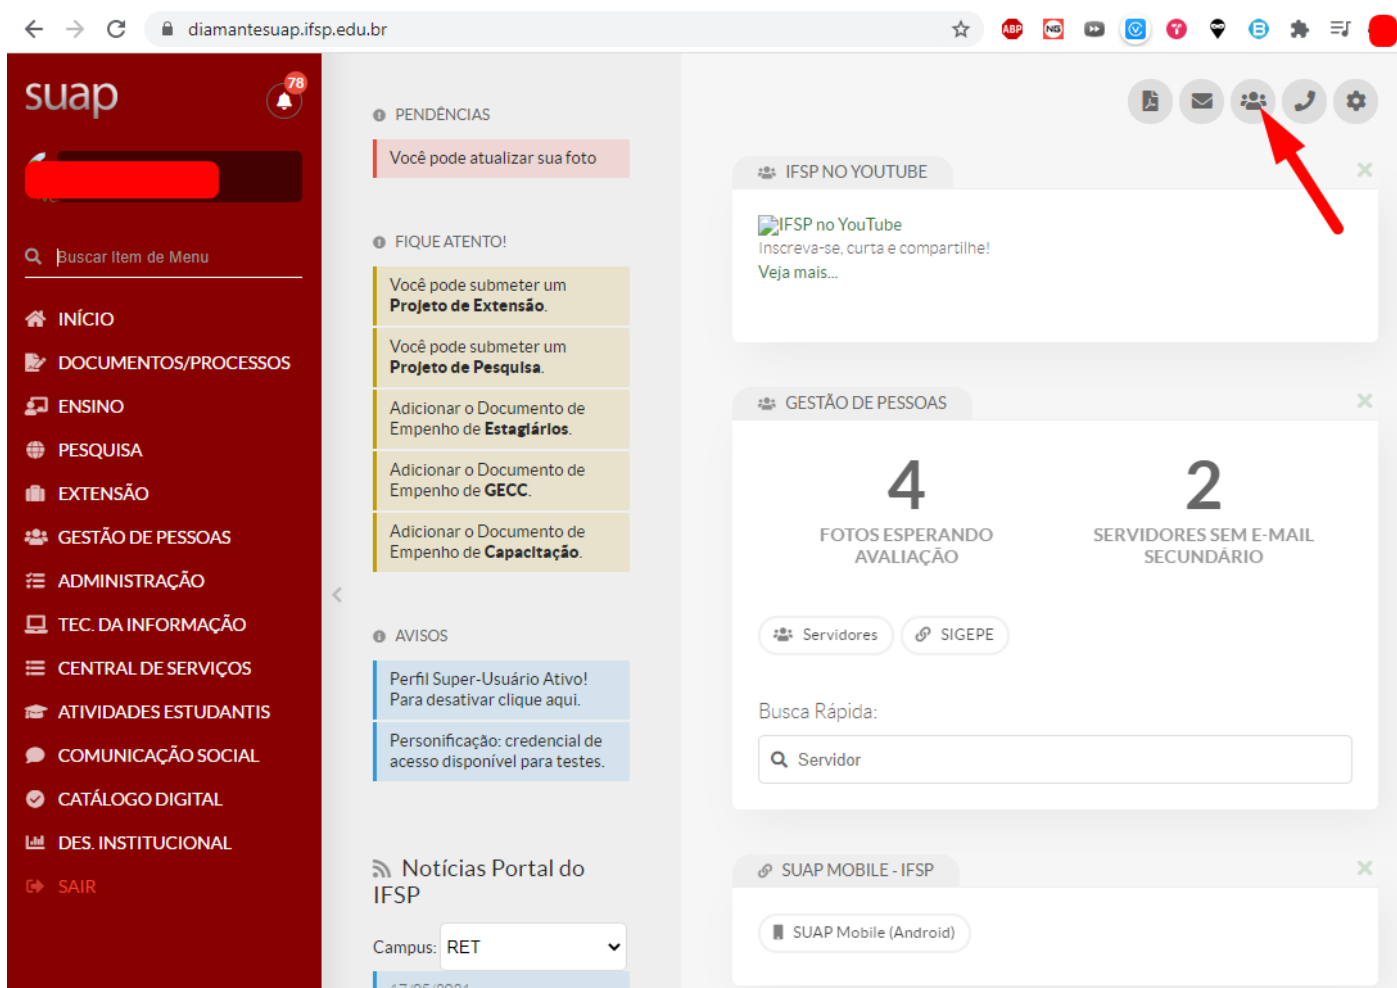 diamantesuap.ifsp.edu.br
ABP
NG
suap
78
Buscar Item de Menu
INÍCIO
DOCUMENTOS/PROCESSOS
ENSINO
PESQUISA
EXTENSÃO
GESTÃO DE PESSOAS
ADMINISTRAÇÃO
TEC. DA INFORMAÇÃO
CENTRAL DE SERVIÇOS
ATIVIDADES ESTUDANTIS
COMUNICAÇÃO SOCIAL
CATÁLOGO DIGITAL
DES. INSTITUCIONAL
SAIR
PENDÊNCIAS
Você pode atualizar sua foto
FIQUE ATENTO!
Você pode submeter um
Projeto de Extensão.
Você pode submeter um
Projeto de Pesquisa.
Adicionar o Documento de
Empenho de Estagiários.
Adicionar o Documento de
Empenho de GECC.
Adicionar o Documento de
Empenho de Capacitação.
AVISOS
Perfil Super-Usuário Ativo!
Para desativar clique aqui.
Personificação: credencial de
acesso disponível para testes.
Notícias Portal do
IFSP
Campus: RET
17/05/2021
IFSP NO YOUTUBE
IFSP no YouTube
Inscreva-se, curta e compartilhe!
Veja mais...
GESTÃO DE PESSOAS
4
FOTOS ESPERANDO
AVALIAÇÃO
2
SERVIDORES SEM E-MAIL
SECUNDÁRIO
Servidores
SIGEPE
Busca Rápida:
Servidor
SUAP MOBILE - IFSP
SUAP Mobile (Android)